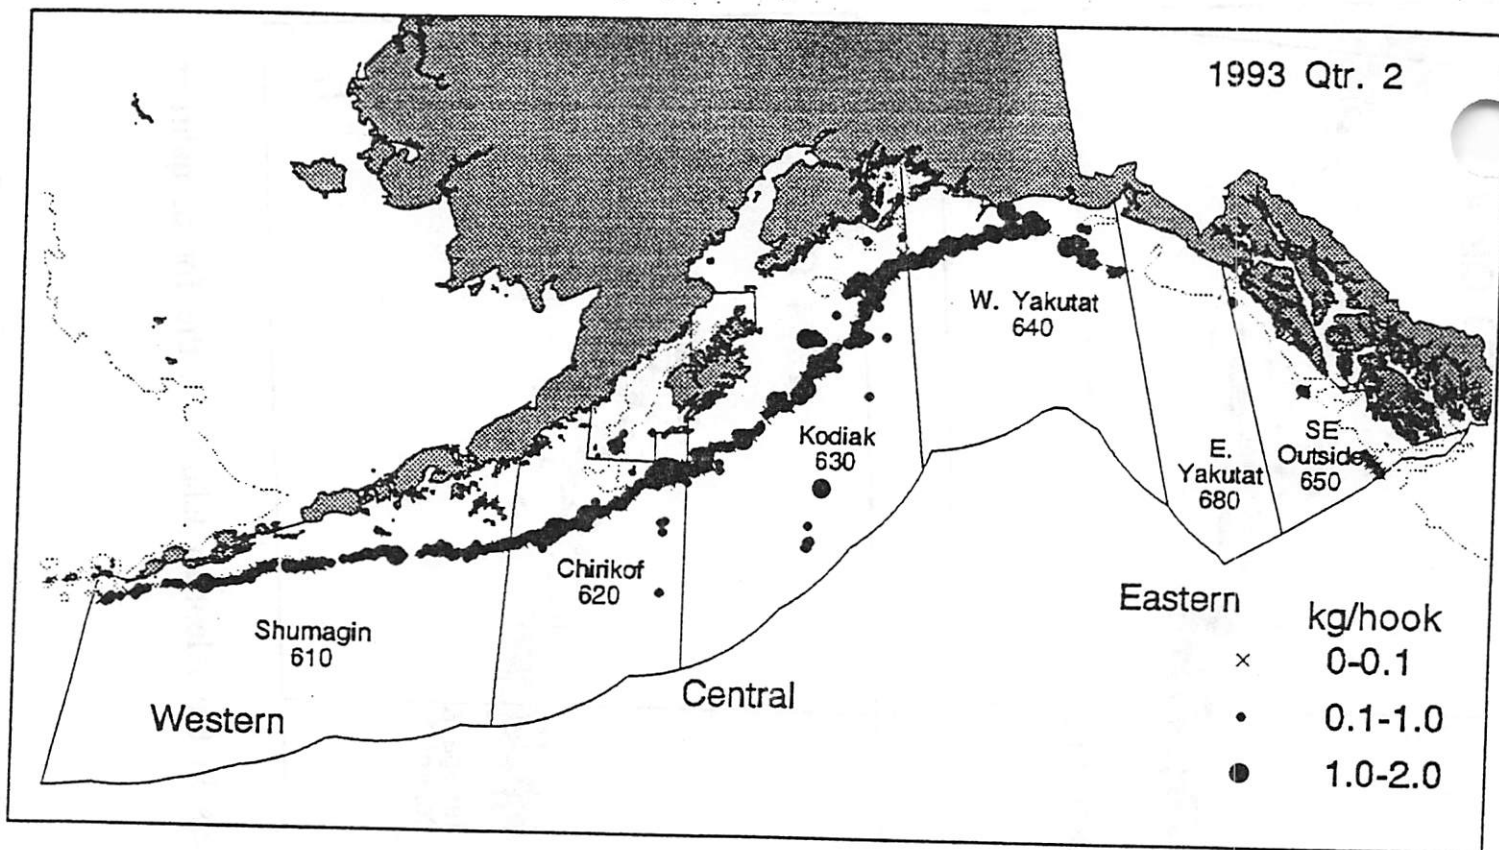 1993 Qtr. 2
W. Yakutat
640
Kodiak
630
E.
Yakutat
680
SE
Outside
650
Chirikof
620
Shumagin
610
Western
Central
Eastern
kg/hook
× 0-0.1
• 0.1-1.0
● 1.0-2.0